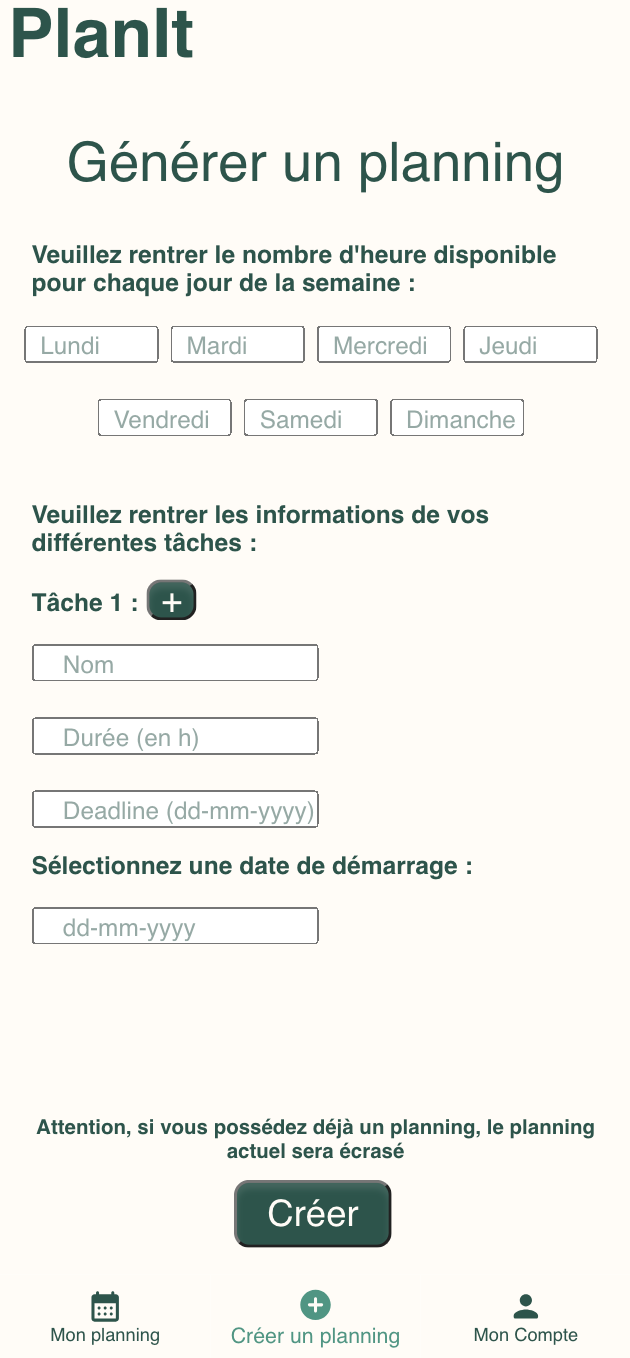 PlanIt
Générer un planning
Veuillez rentrer le nombre d'heure disponible
pour chaque jour de la semaine :
Lundi Mardi Mercredi Jeudi
Vendredi Samedi Dimanche
Veuillez rentrer les informations de vos
différentes tâches :
Tâche 1 : +
Nom
Durée (en h)
Deadline (dd-mm-yyyy)
Sélectionnez une date de démarrage :
dd-mm-yyyy
Attention, si vous possédez déjà un planning, le planning
actuel sera écrasé
Créer
Mon planning Créer un planning Mon Compte